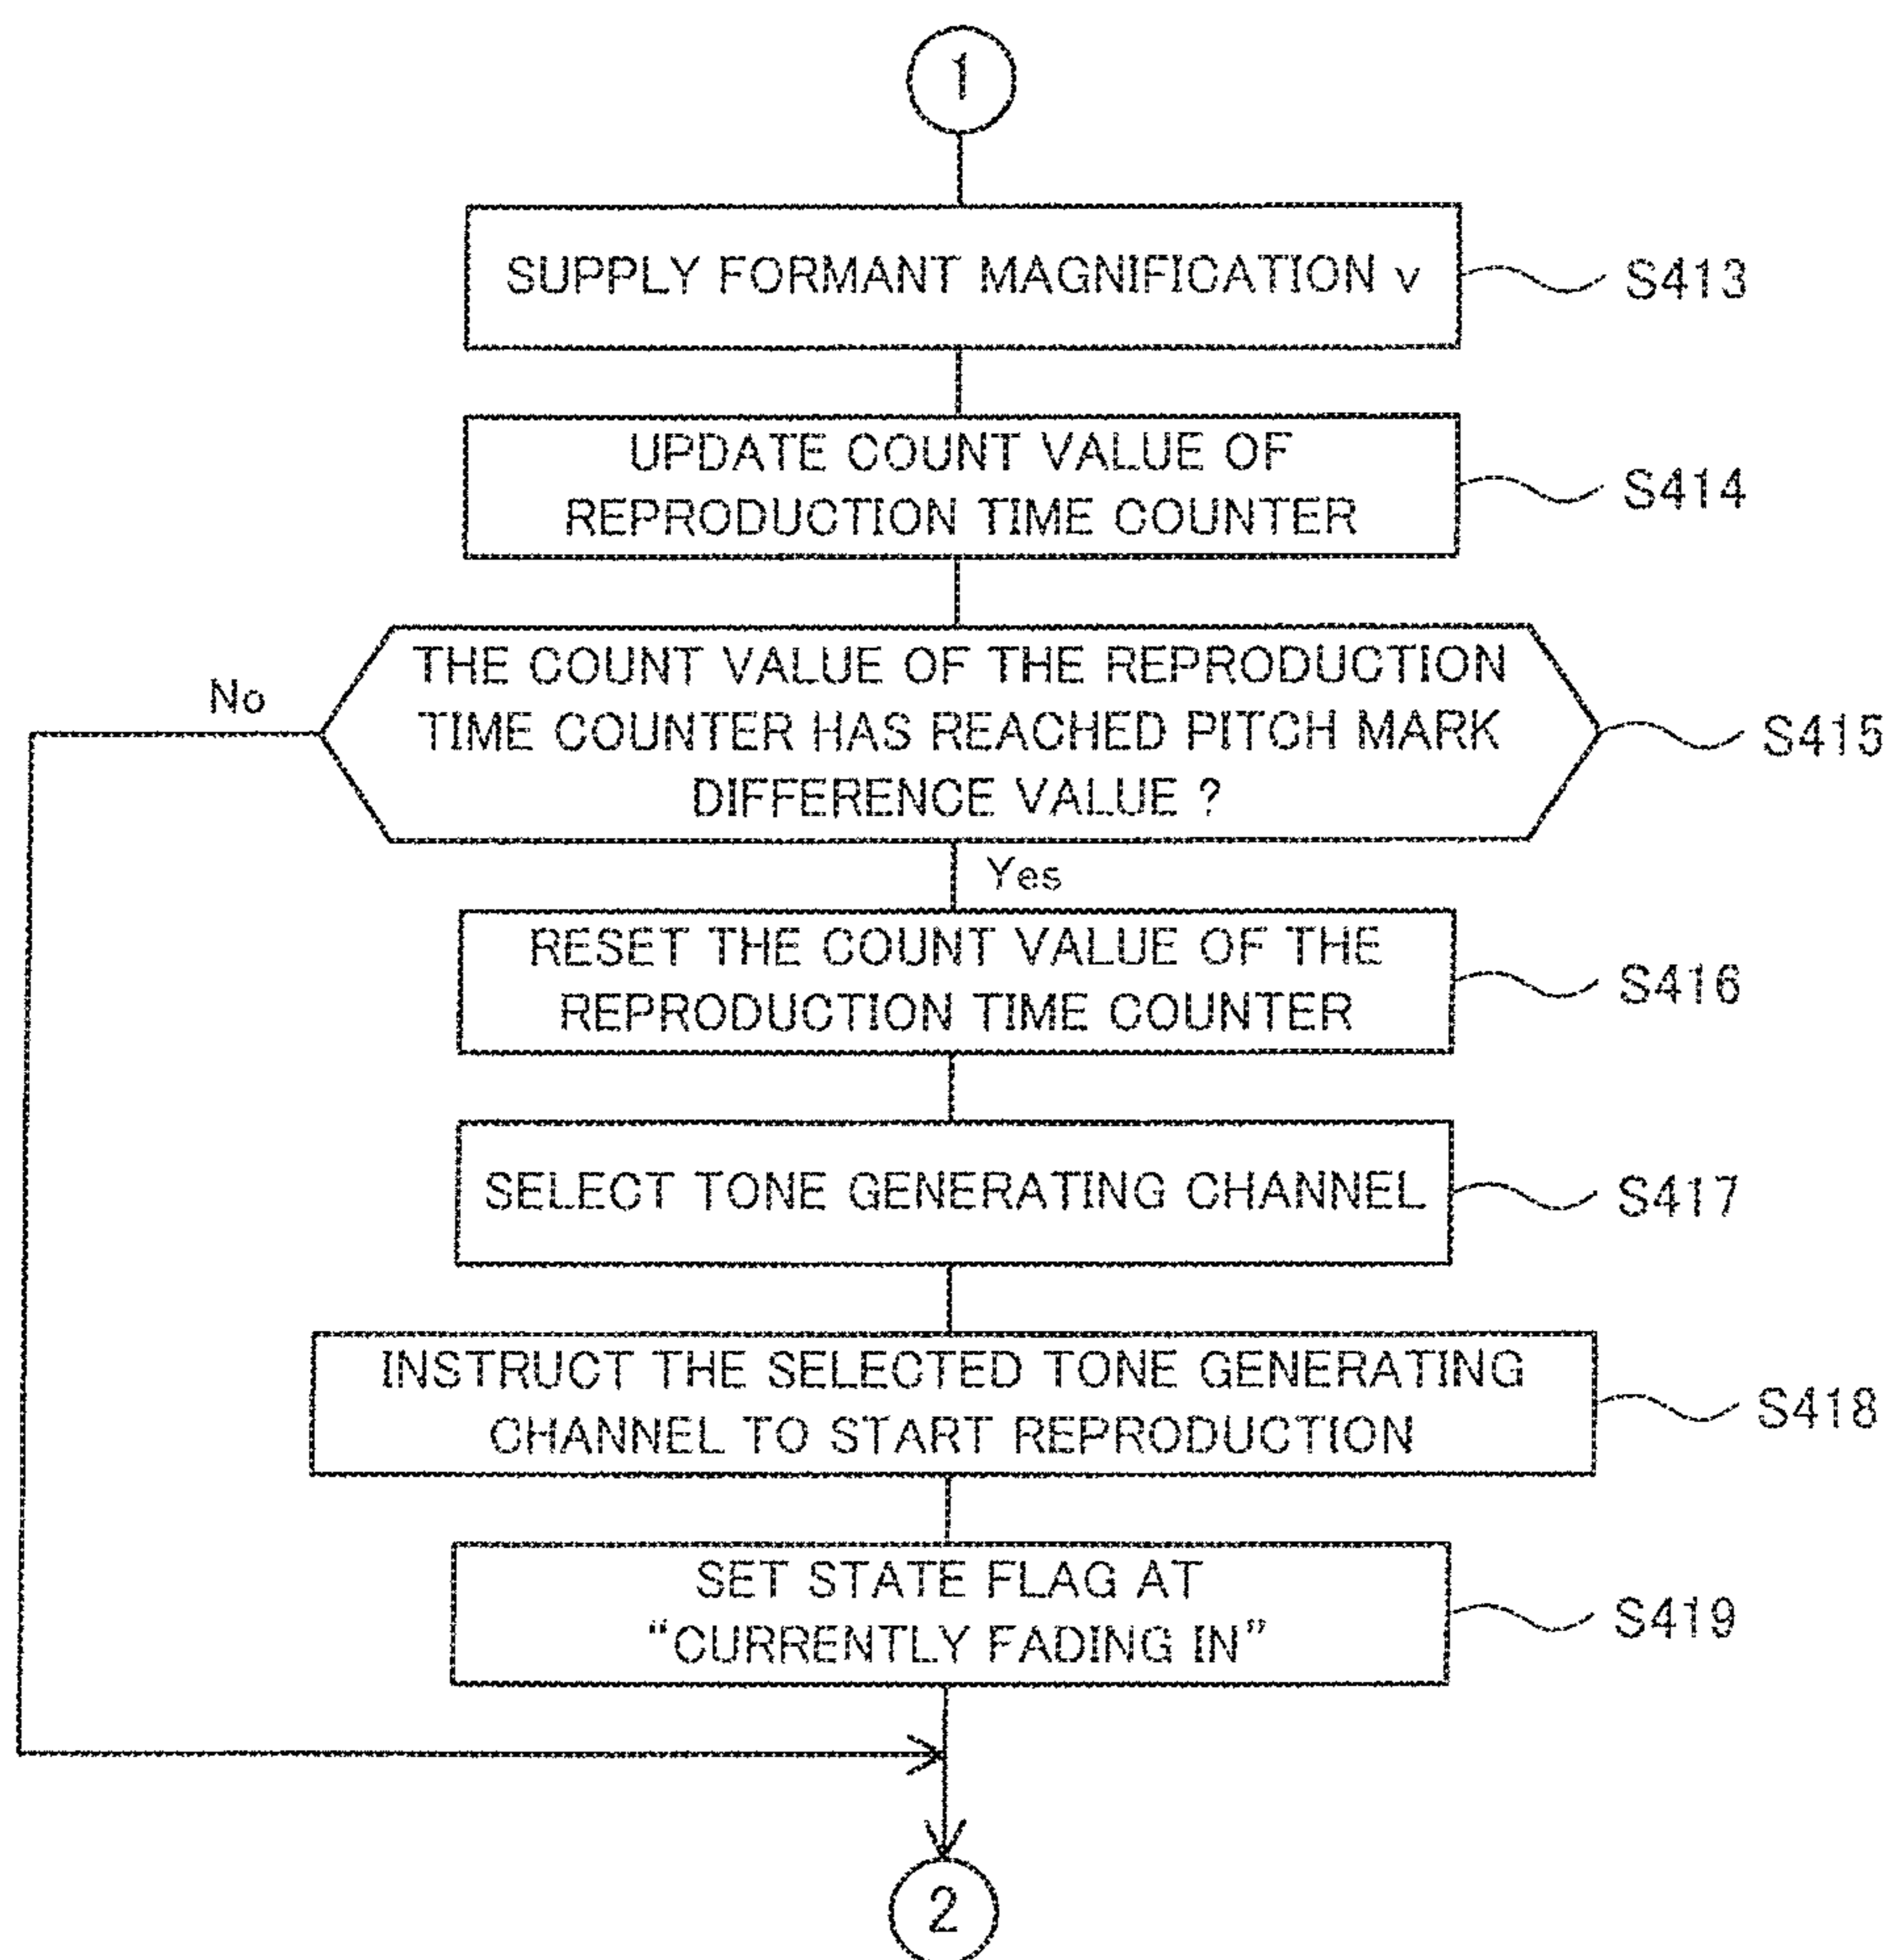 1
SUPPLY FORMANT MAGNIFICATION v
S413
UPDATE COUNT VALUE OF
REPRODUCTION TIME COUNTER
S414
THE COUNT VALUE OF THE REPRODUCTION
TIME COUNTER HAS REACHED PITCH MARK
DIFFERENCE VALUE ?
No
S415
Yes
RESET THE COUNT VALUE OF THE
REPRODUCTION TIME COUNTER
S416
SELECT TONE GENERATING CHANNEL
S417
INSTRUCT THE SELECTED TONE GENERATING
CHANNEL TO START REPRODUCTION
S418
SET STATE FLAG AT
“CURRENTLY FADING IN”
S419
2